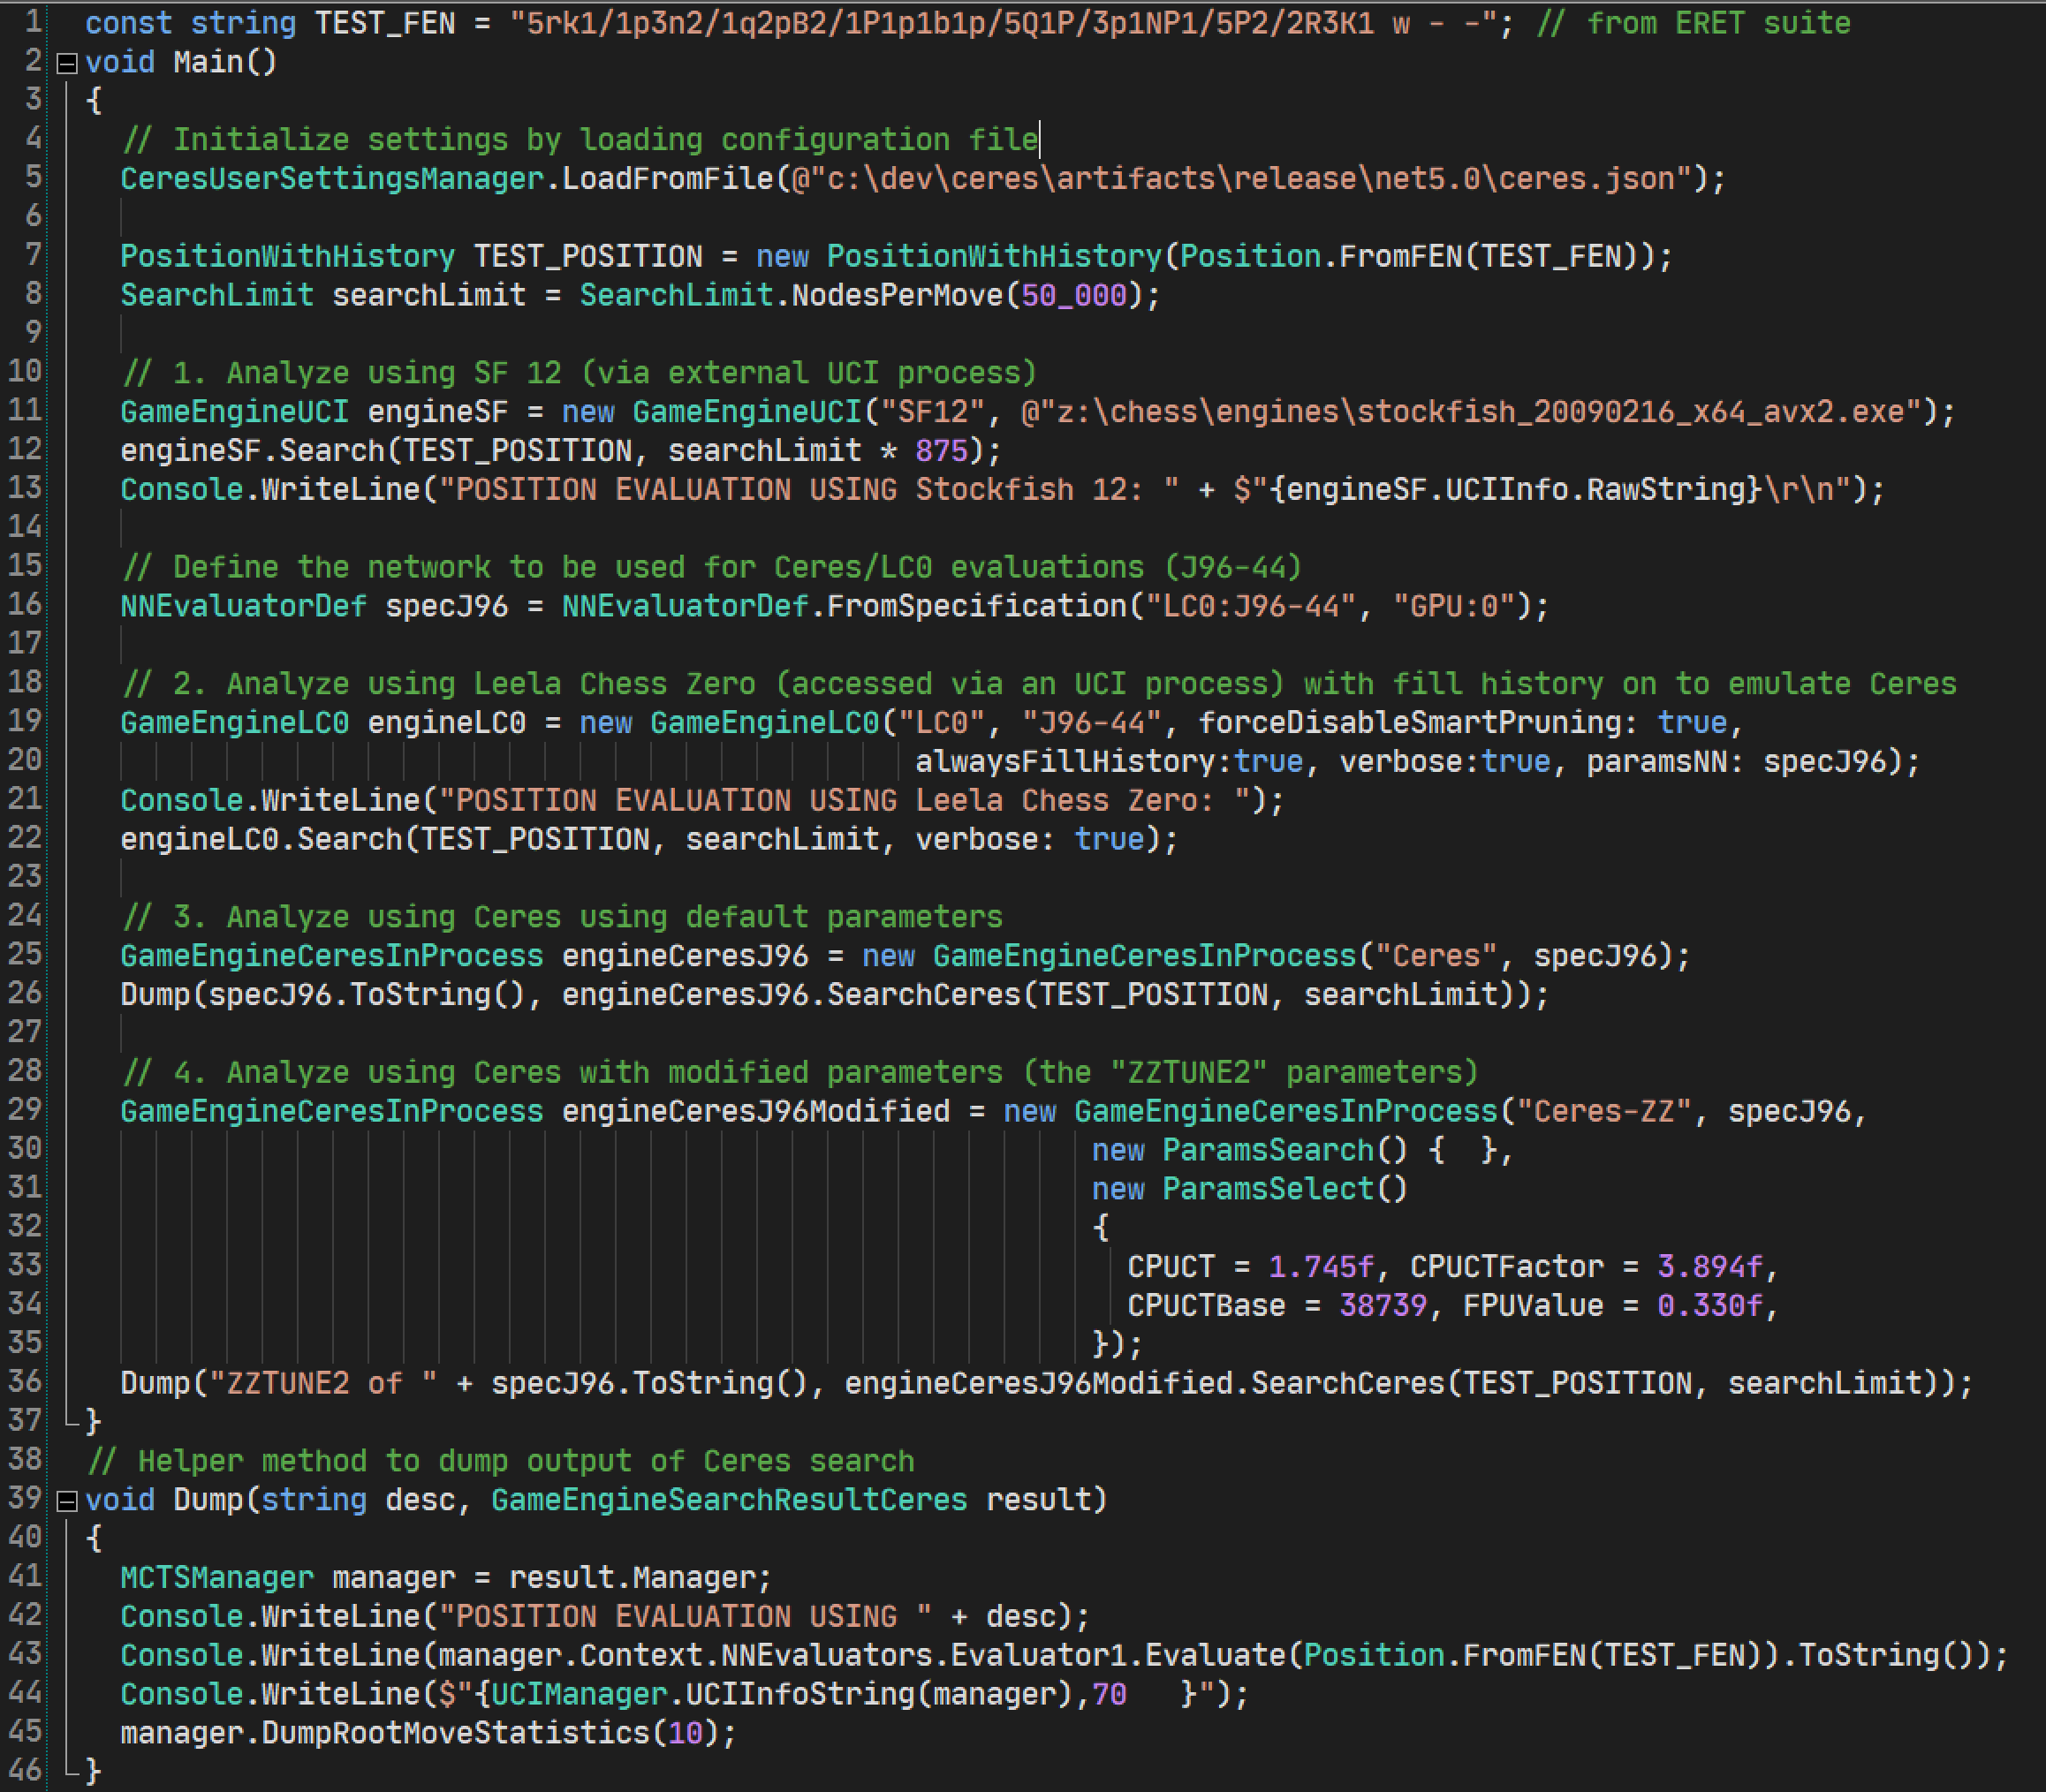 1 const string TEST_FEN = "5rk1/1p3n2/1q2pB2/1P1p1b1p/5Q1P/3p1NP1/5P2/2R3K1 w - -"; // from ERET suite
2 void Main()
3 {
4 // Initialize settings by loading configuration file
5 CeresUserSettingsManager.LoadFromFile(@"c:\dev\ceres\artifacts\release\net5.0\ceres.json");
6
7 PositionWithHistory TEST_POSITION = new PositionWithHistory(Position.FromFEN(TEST_FEN));
8 SearchLimit searchLimit = SearchLimit.NodesPerMove(50_000);
9
10 // 1. Analyze using SF 12 (via external UCI process)
11 GameEngineUCI engineSF = new GameEngineUCI("SF12", @"z:\chess\engines\stockfish_20090216_x64_avx2.exe");
12 engineSF.Search(TEST_POSITION, searchLimit * 875);
13 Console.WriteLine("POSITION EVALUATION USING Stockfish 12: " + $"{engineSF.UCIInfo.RawString}\r\n");
14
15 // Define the network to be used for Ceres/LC0 evaluations (J96-44)
16 NNEvaluatorDef specJ96 = NNEvaluatorDef.FromSpecification("LC0:J96-44", "GPU:0");
17
18 // 2. Analyze using Leela Chess Zero (accessed via an UCI process) with fill history on to emulate Ceres
19 GameEngineLC0 engineLC0 = new GameEngineLC0("LC0", "J96-44", forceDisableSmartPruning: true,
20 alwaysFillHistory:true, verbose:true, paramsNN: specJ96);
21 Console.WriteLine("POSITION EVALUATION USING Leela Chess Zero: ");
22 engineLC0.Search(TEST_POSITION, searchLimit, verbose: true);
23
24 // 3. Analyze using Ceres using default parameters
25 GameEngineCeresInProcess engineCeresJ96 = new GameEngineCeresInProcess("Ceres", specJ96);
26 Dump(specJ96.ToString(), engineCeresJ96.SearchCeres(TEST_POSITION, searchLimit));
27
28 // 4. Analyze using Ceres with modified parameters (the "ZZTUNE2" parameters)
29 GameEngineCeresInProcess engineCeresJ96Modified = new GameEngineCeresInProcess("Ceres-ZZ", specJ96,
30 new ParamsSearch() {  },
31 new ParamsSelect()
32 {
33 CPUCT = 1.745f, CPUCTFactor = 3.894f,
34 CPUCTBase = 38739, FPUValue = 0.330f,
35 });
36 Dump("ZZTUNE2 of " + specJ96.ToString(), engineCeresJ96Modified.SearchCeres(TEST_POSITION, searchLimit));
37 }
38 // Helper method to dump output of Ceres search
39 void Dump(string desc, GameEngineSearchResultCeres result)
40 {
41 MCTSManager manager = result.Manager;
42 Console.WriteLine("POSITION EVALUATION USING " + desc);
43 Console.WriteLine(manager.Context.NNEvaluators.Evaluator1.Evaluate(Position.FromFEN(TEST_FEN)).ToString());
44 Console.WriteLine($"{UCIManager.UCIInfoString(manager),70   }");
45 manager.DumpRootMoveStatistics(10);
46 }